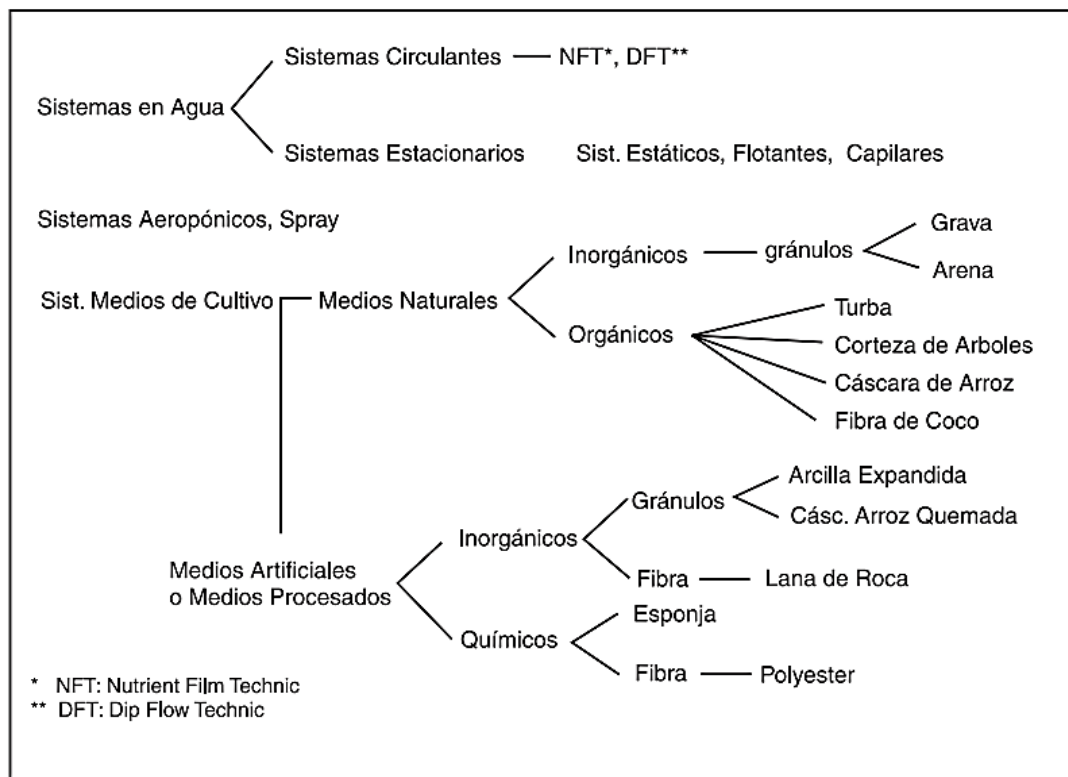 Sistemas Circulantes NFT*, DFT**
Sistemas en Agua
Sistemas Estacionarios Sist. Estáticos, Flotantes, Capilares
Sistemas Aeropónicos, Spray
Grava
Inorgánicos gránulos
Arena
Sist. Medios de Cultivo Medios Naturales
Turba
Orgánicos
Corteza de Arboles
Cáscara de Arroz
Fibra de Coco
Arcilla Expandida
Gránulos
Cásc. Arroz Quemada
Inorgánicos
Medios Artificiales
o Medios Procesados
Fibra Lana de Roca
Esponja
Químicos
Fibra Polyester
* NFT: Nutrient Film Technic
** DFT: Dip Flow Technic